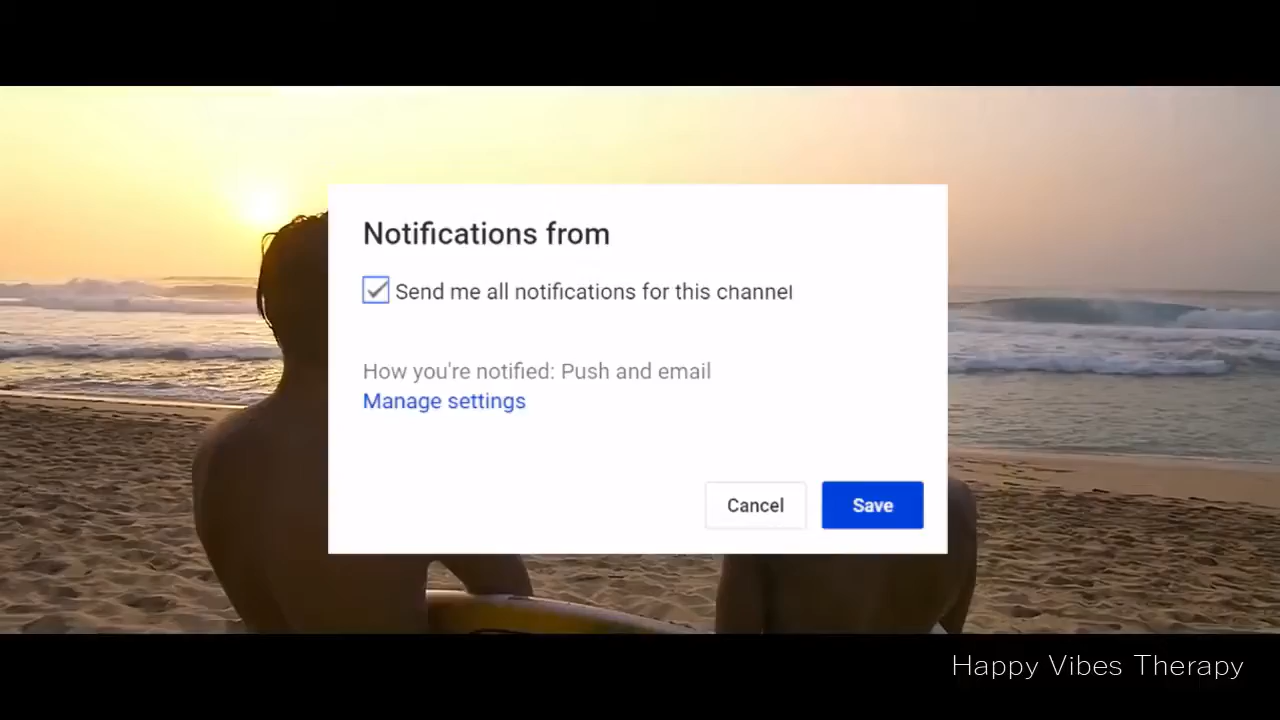 Notifications from
Send me all notifications for this channel
How you're notified: Push and email
Manage settings
Cancel Save
Happy Vibes Therapy